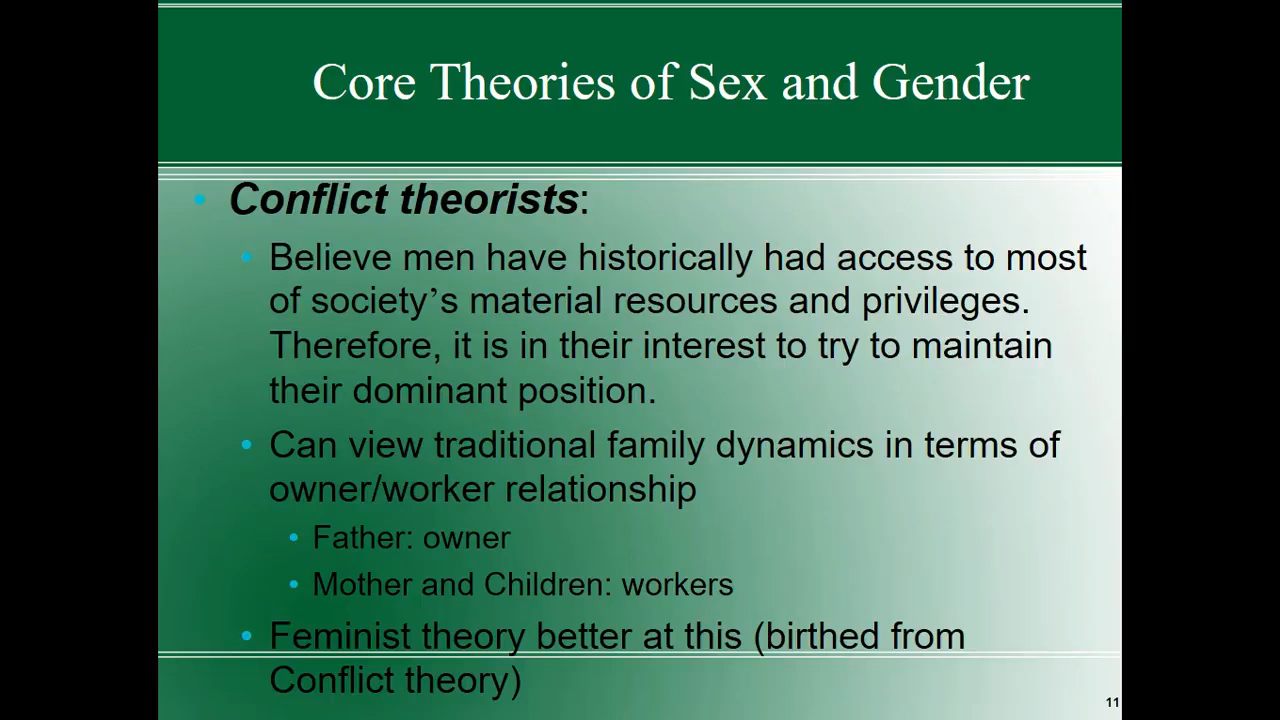 Core Theories of Sex and Gender
• Conflict theorists:
• Believe men have historically had access to most
of society’s material resources and privileges.
Therefore, it is in their interest to try to maintain
their dominant position.
• Can view traditional family dynamics in terms of
owner/worker relationship
• Father: owner
• Mother and Children: workers
• Feminist theory better at this (birthed from
Conflict theory)
11